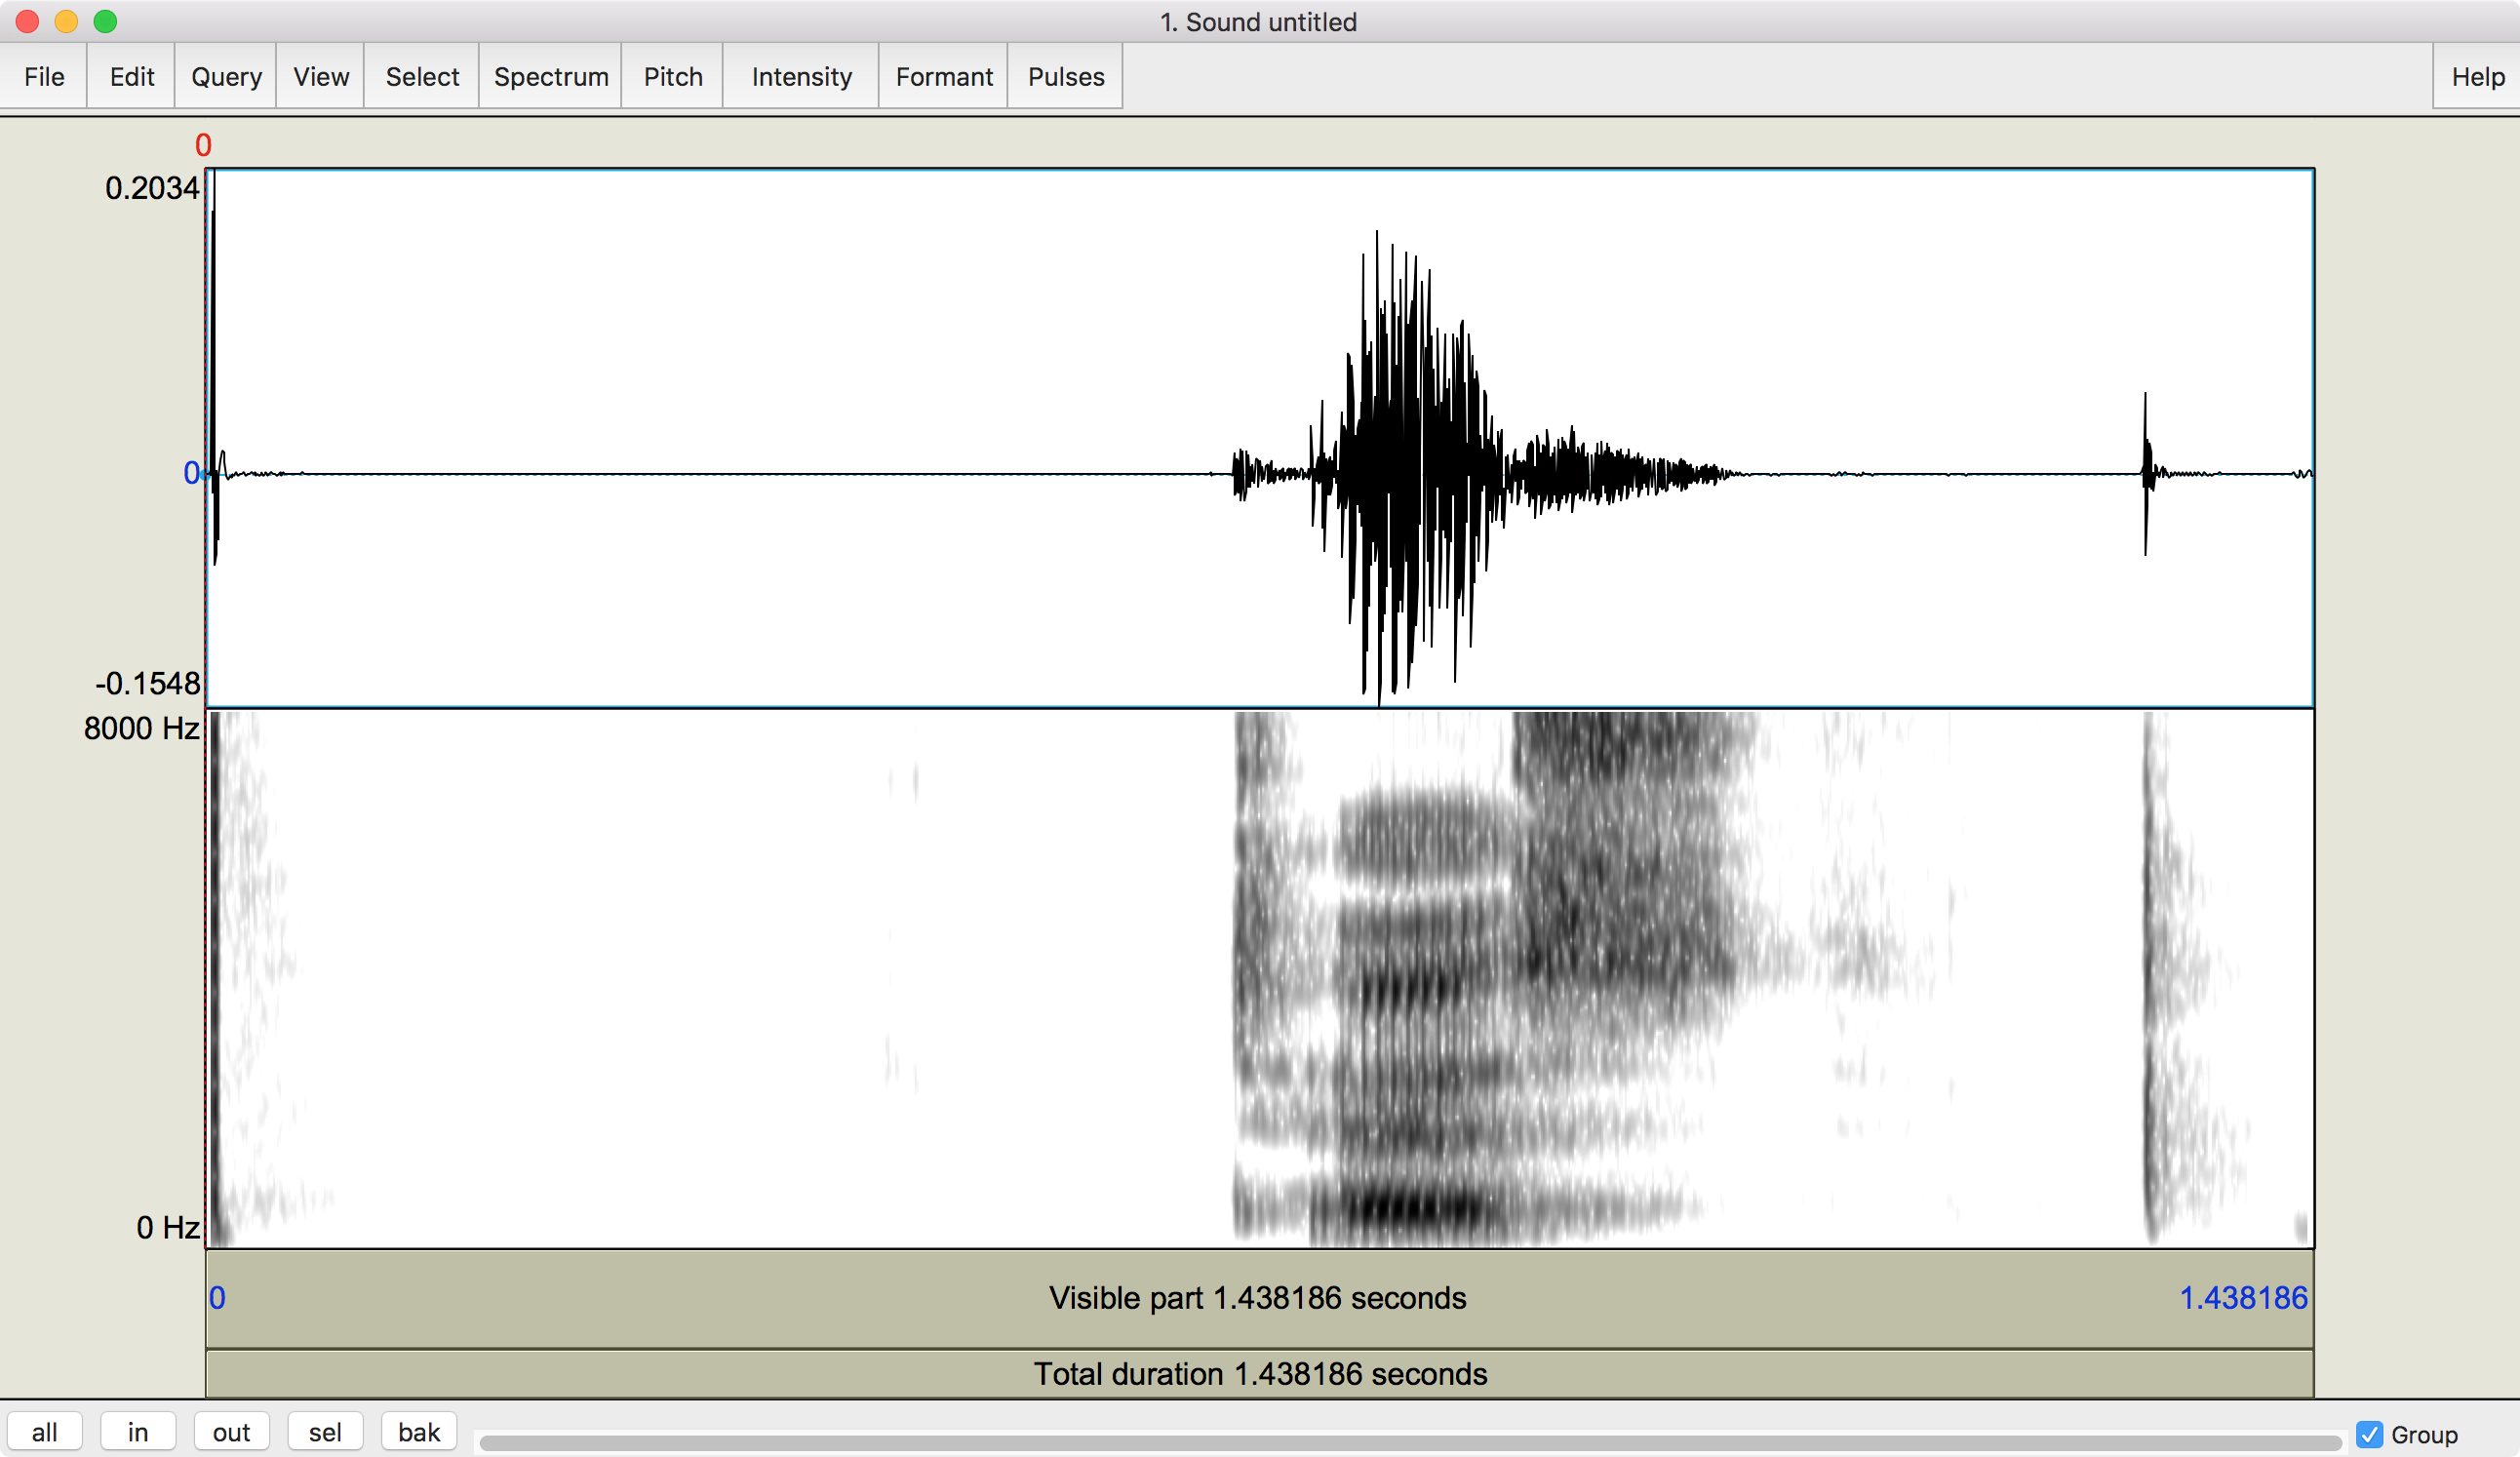 1. Sound untitled
File Edit Query View Select Spectrum Pitch Intensity Formant Pulses Help
0
0.2034
0
-0.1548
8000 Hz
0 Hz
0 Visible part 1.438186 seconds 1.438186
Total duration 1.438186 seconds
all in out sel bak Group